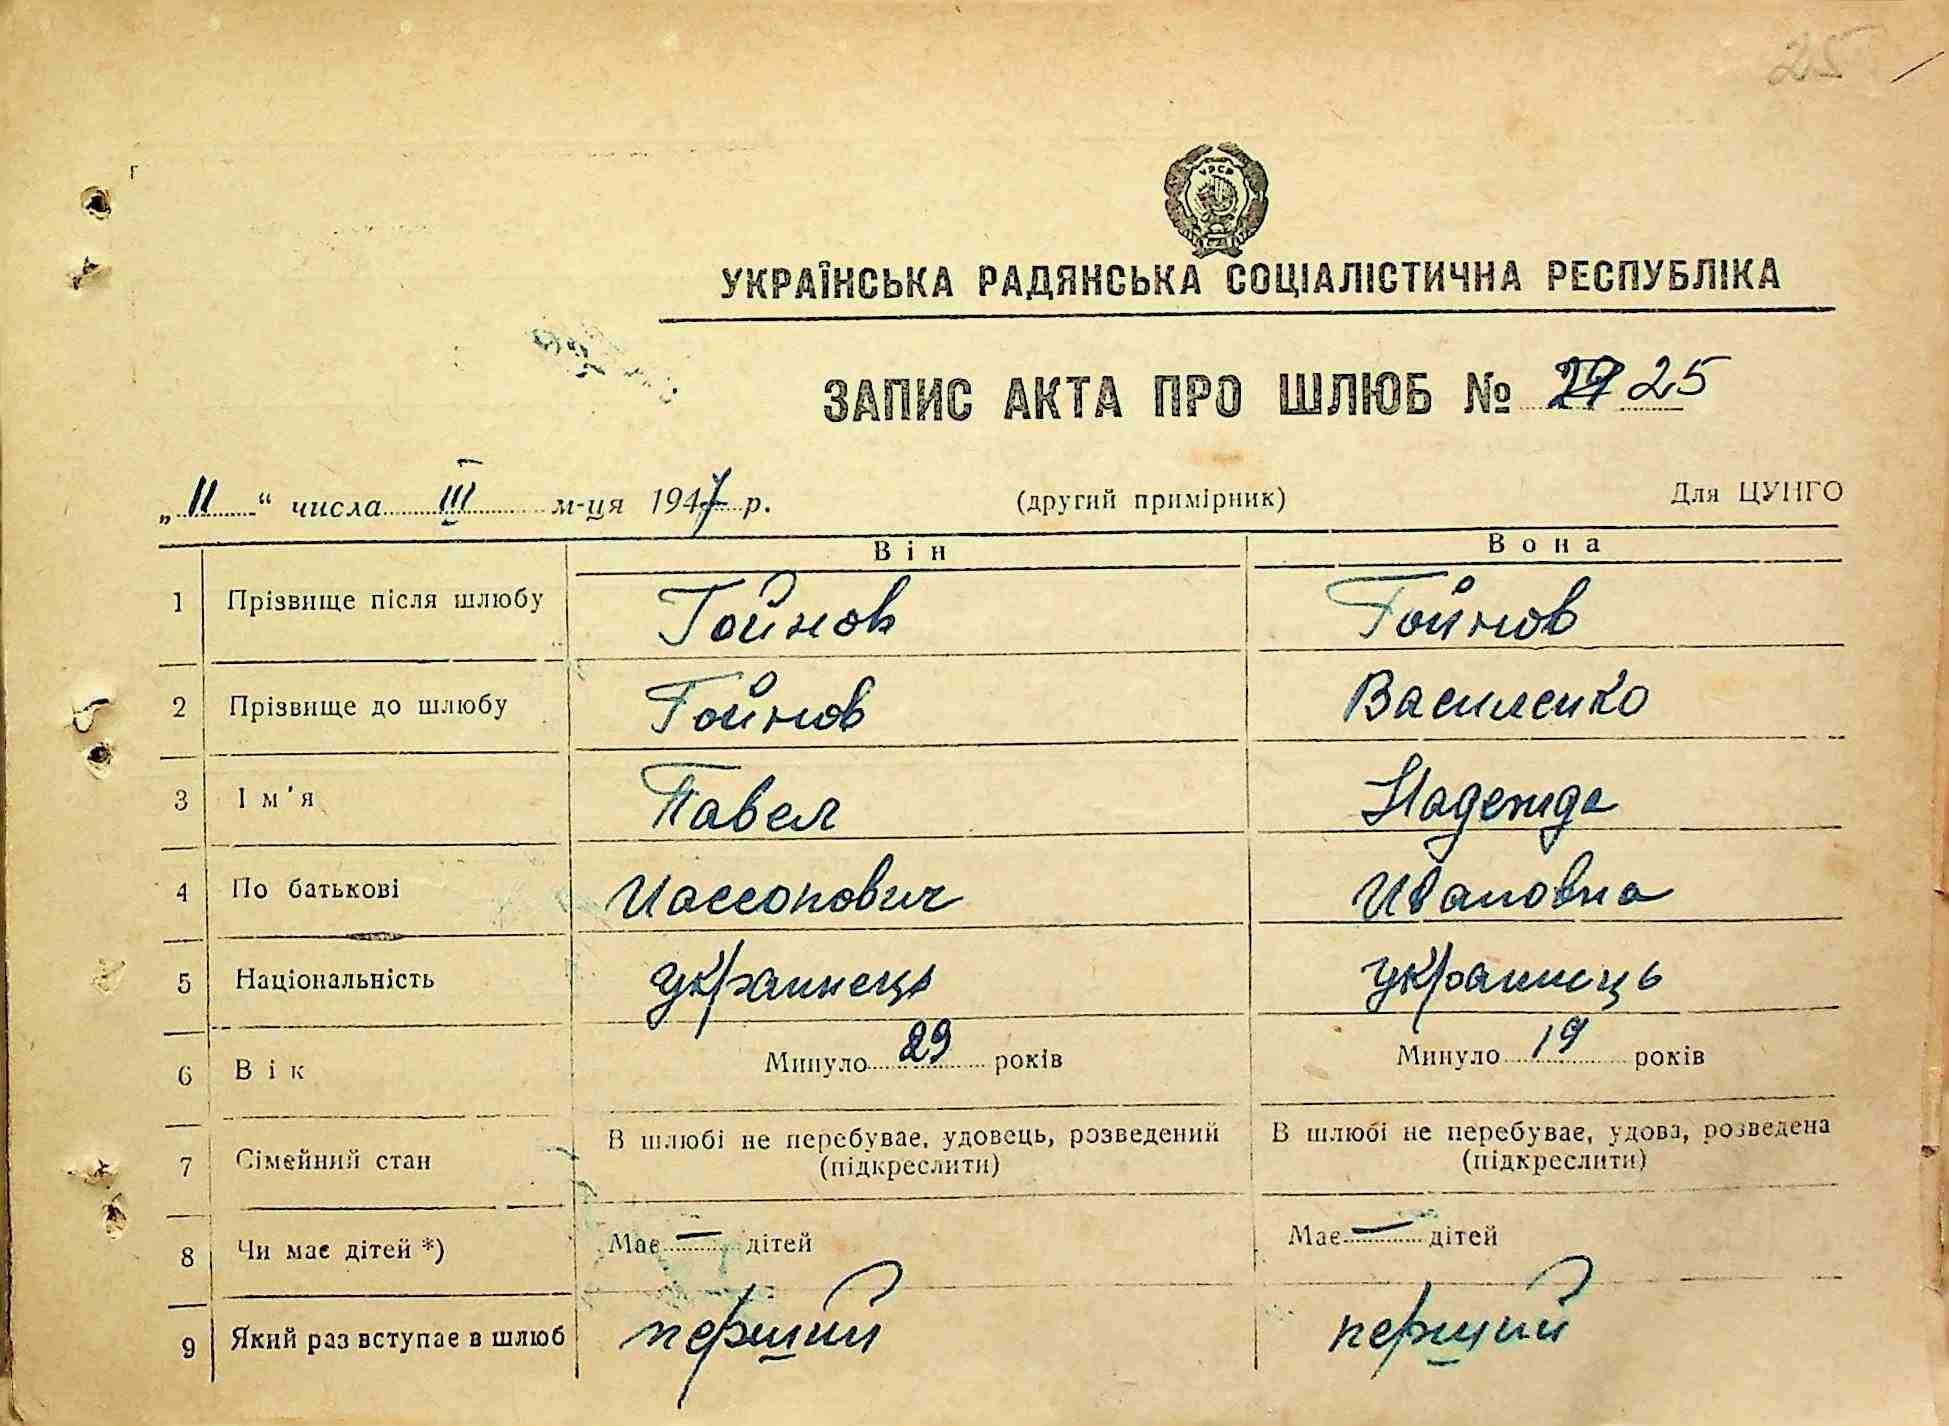 25
УРСР
УКРАЇНСЬКА РАДЯНСЬКА СОЦІАЛІСТИЧНА РЕСПУБЛІКА
ЗАПИС АКТА ПРО ШЛЮБ № 25
„11“ числа III м-ця 1947 р. (другий примірник) Для ЦУНГО
Він Вона
1 Прізвище після шлюбу Гойнов Гойнов
2 Прізвище до шлюбу Гойнов Василенко
3 Ім'я Павел Надежда
4 По батькові Ивановна
5 Національність украинець украинець
6 Вік Минуло 29 років Минуло 19 років
7 Сімейний стан В шлюбі не перебуває, удовець, розведений (підкреслити) В шлюбі не перебуває, удова, розведена (підкреслити)
8 Чи має дітей *) Має — дітей Має — дітей
9 Який раз вступає в шлюб перший перший